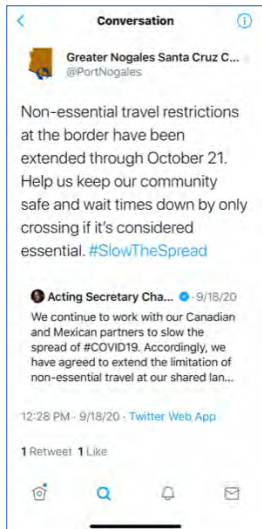 Conversation
Greater Nogales Santa Cruz C...
@PortNogales
Non-essential travel restrictions
at the border have been
extended through October 21.
Help us keep our community
safe and wait times down by only
crossing if it's considered
essential. #SlowTheSpread
Acting Secretary Cha... · 9/18/20
We continue to work with our Canadian
and Mexican partners to slow the
spread of #COVID19. Accordingly, we
have agreed to extend the limitation of
non-essential travel at our shared lan...
12:28 PM · 9/18/20 · Twitter Web App
1 Retweet 1 Like